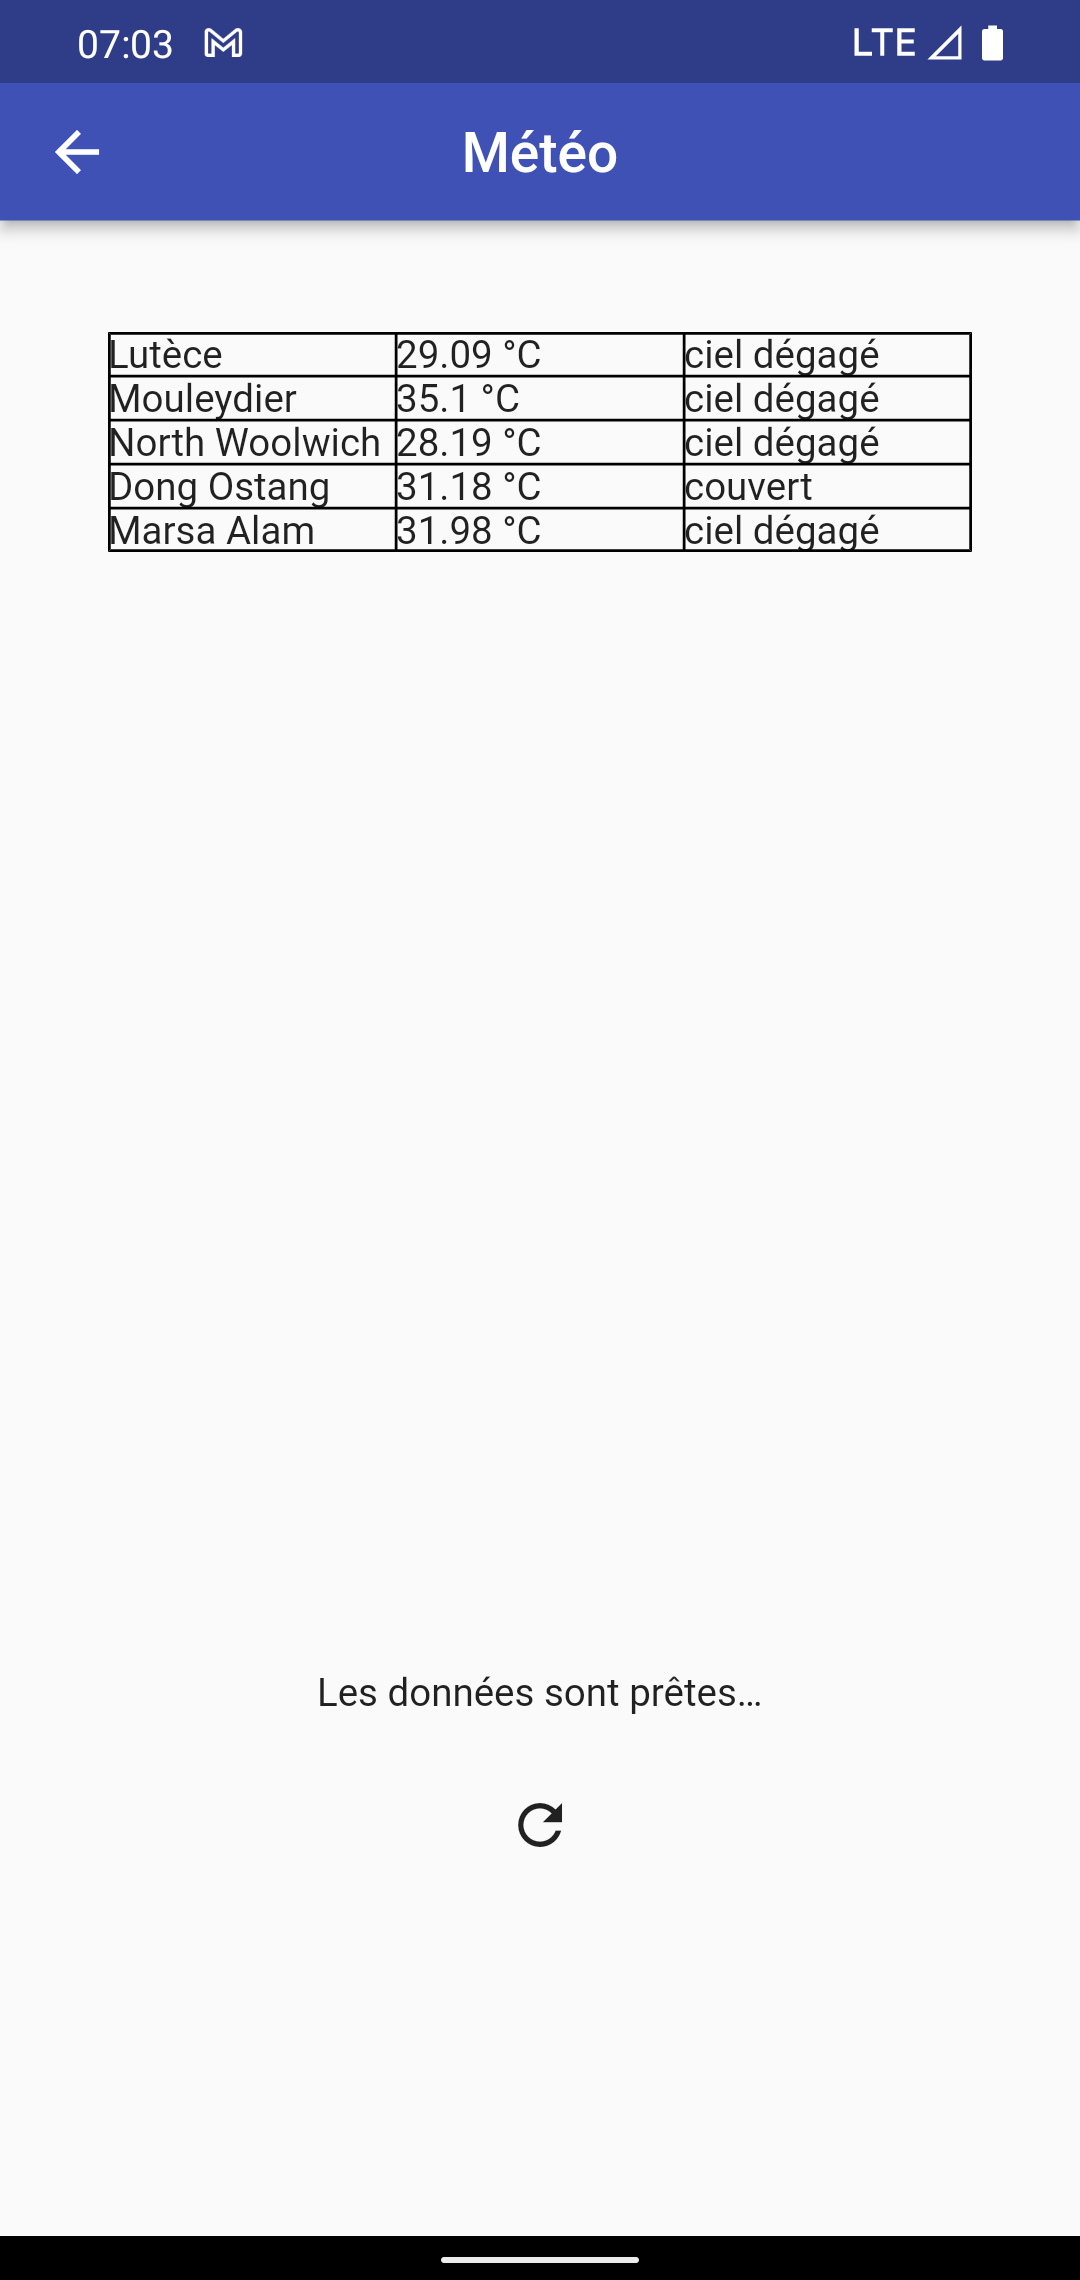 07:03 LTE
Météo
Lutèce 29.09 °C ciel dégagé
Mouleydier 35.1 °C ciel dégagé
North Woolwich 28.19 °C ciel dégagé
Dong Ostang 31.18 °C couvert
Marsa Alam 31.98 °C ciel dégagé
Les données sont prêtes...